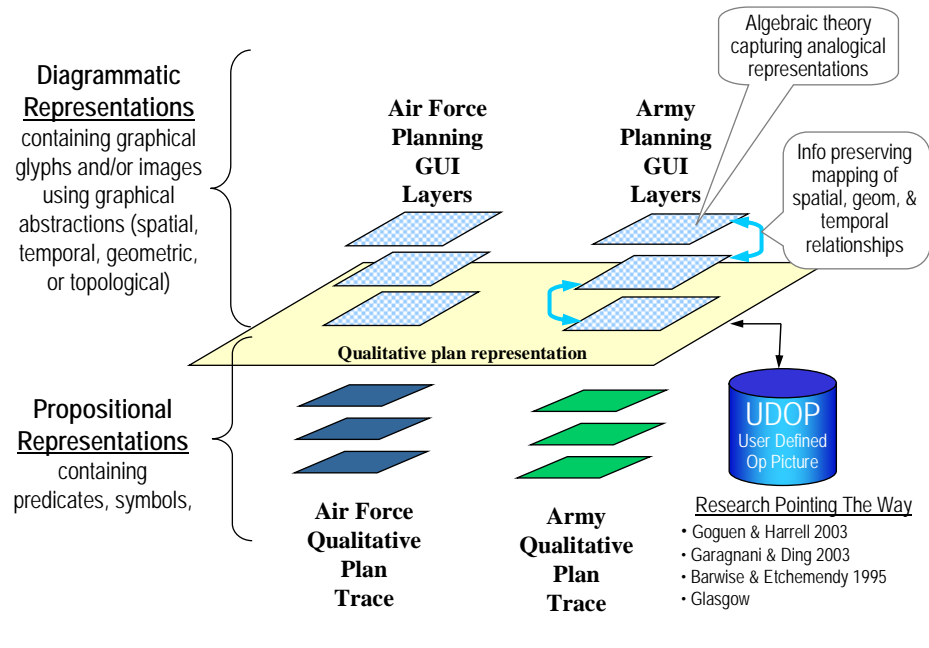 Algebraic theory
capturing analogical
representations
Diagrammatic
Representations
containing graphical
glyphs and/or images
using graphical
abstractions (spatial,
temporal, geometric,
or topological)
Air Force
Planning
GUI
Layers
Army
Planning
GUI
Layers
Info preserving
mapping of
spatial, geom, &
temporal
relationships
Qualitative plan representation
Propositional
Representations
containing
predicates, symbols,
UDOP
User Defined
Op Picture
Air Force
Qualitative
Plan
Trace
Army
Qualitative
Plan
Trace
Research Pointing The Way
• Goguen & Harrell 2003
• Garagnani & Ding 2003
• Barwise & Etchemendy 1995
• Glasgow